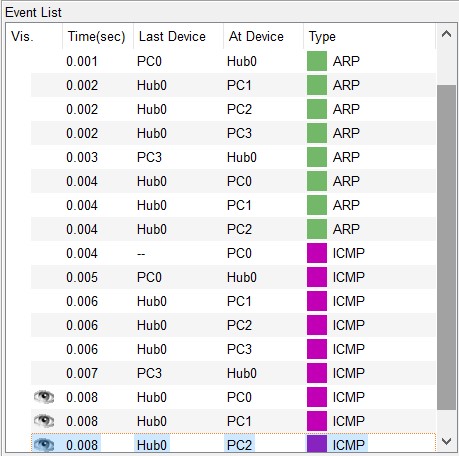 Event List
Vis. Time(sec) Last Device At Device Type
0.001 PC0 Hub0 ARP
0.002 Hub0 PC1 ARP
0.002 Hub0 PC2 ARP
0.002 Hub0 PC3 ARP
0.003 PC3 Hub0 ARP
0.004 Hub0 PC0 ARP
0.004 Hub0 PC1 ARP
0.004 Hub0 PC2 ARP
0.004 -- PC0 ICMP
0.005 PC0 Hub0 ICMP
0.006 Hub0 PC1 ICMP
0.006 Hub0 PC2 ICMP
0.006 Hub0 PC3 ICMP
0.007 PC3 Hub0 ICMP
0.008 Hub0 PC0 ICMP
0.008 Hub0 PC1 ICMP
0.008 Hub0 PC2 ICMP